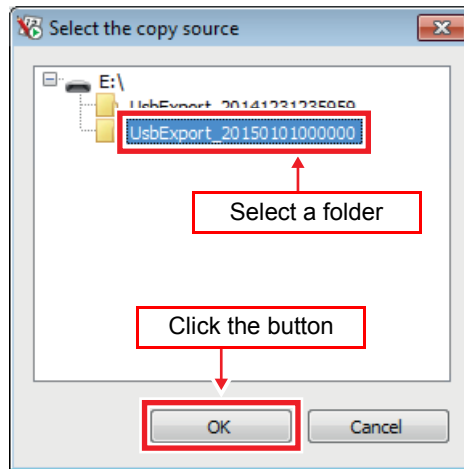 Select the copy source
E:\
UsbExport_20141231235959
UsbExport_20150101000000
Select a folder
Click the button
OK
Cancel